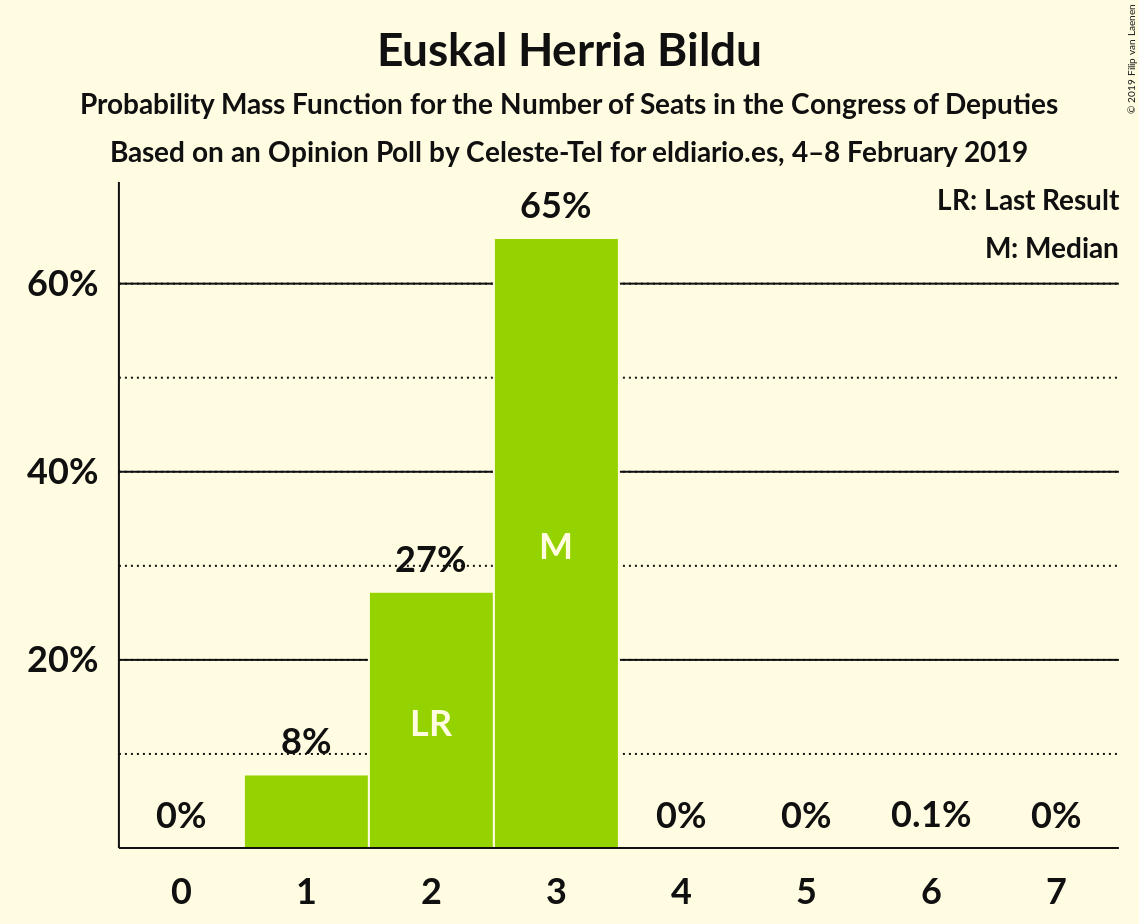 Euskal Herria Bildu
Probability Mass Function for the Number of Seats in the Congress of Deputies
Based on an Opinion Poll by Celeste-Tel for eldiario.es, 4–8 February 2019
© 2019 Filip van Laenen
LR: Last Result
M: Median
65%
60%
40%
M
27%
20%
LR
8%
0%
0%
0%
0.1%
0%
0
1
2
3
4
5
6
7